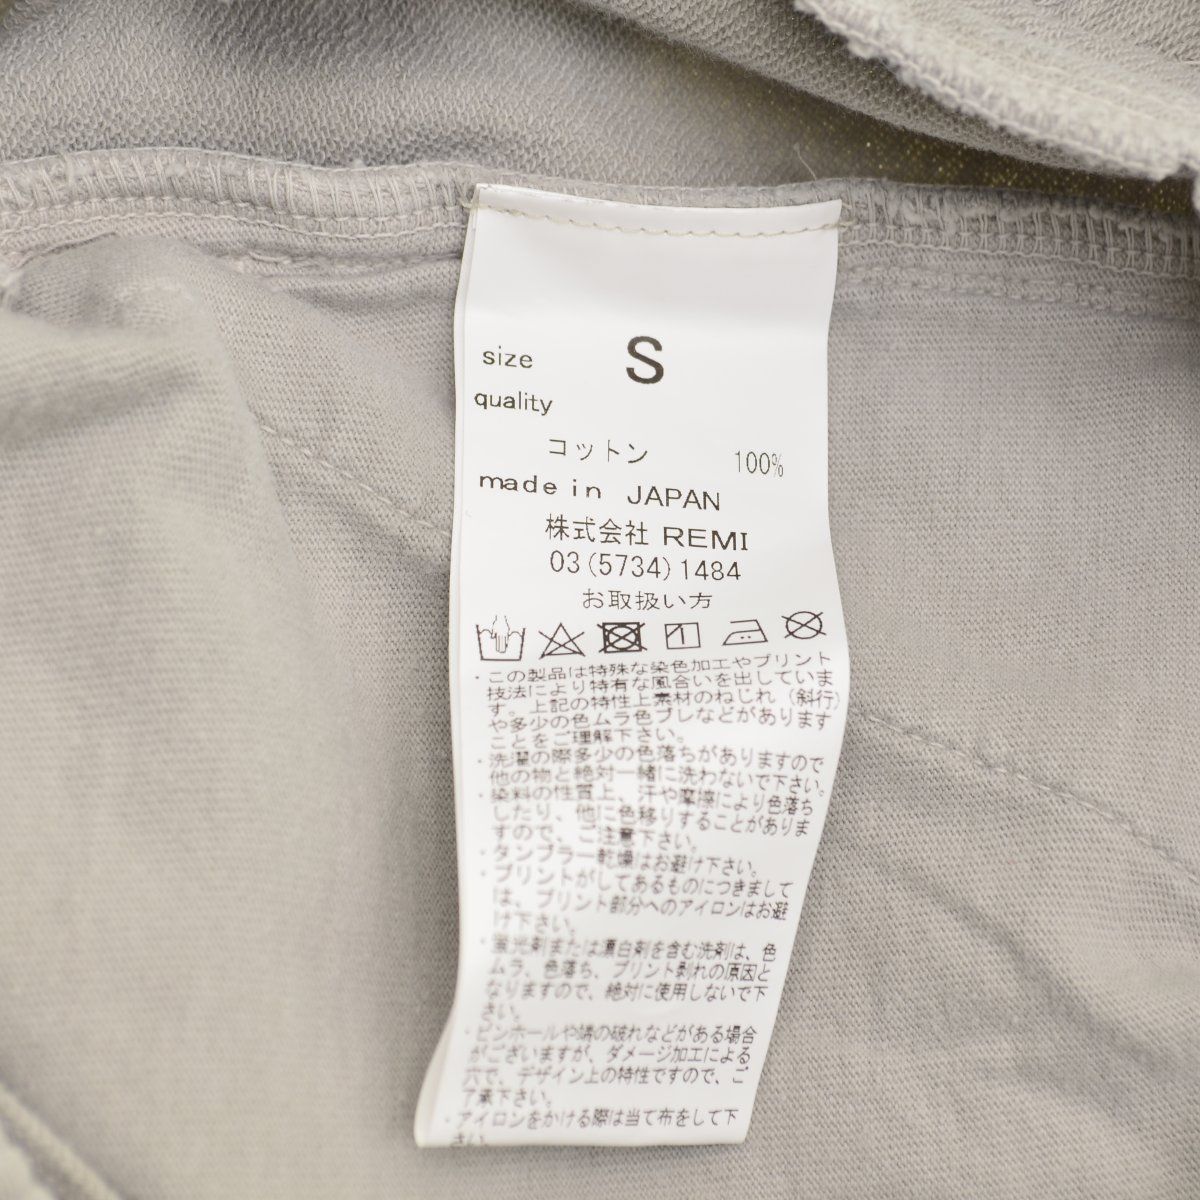 size S
quality
コットン 100%
made in JAPAN
株式会社 REMI
03(5734)1484
お取扱い方
・この製品は特殊な染色加工やプリント
技法により特有な風合いを出していま
す。上記の特性上素材のねじれ（斜行）
や多少の色ムラ色ブレなどがあります
ことをご理解下さい。
・洗濯の際多少の色落ちがありますので
他の物と絶対一緒に洗わないで下さい。
・染料の性質上、汗や摩擦により色落ち
したり、他に色移りすることがありま
すので、ご注意下さい。
・タンブラー乾燥はお避け下さい。
・プリントがしてあるものにつきまして
は、プリント部分へのアイロンはお避
け下さい。
・蛍光剤または漂白剤を含む洗剤は、色
ムラ、色落ち、プリント剥れの原因と
なりますので、絶対に使用しないで下
さい。
・ピンホールや端の破れなどがある場合
がございますが、ダメージ加工による
穴で、デザイン上の特性ですので、ご
了承下さい。
・アイロンをかける際は当て布をして下
さい。